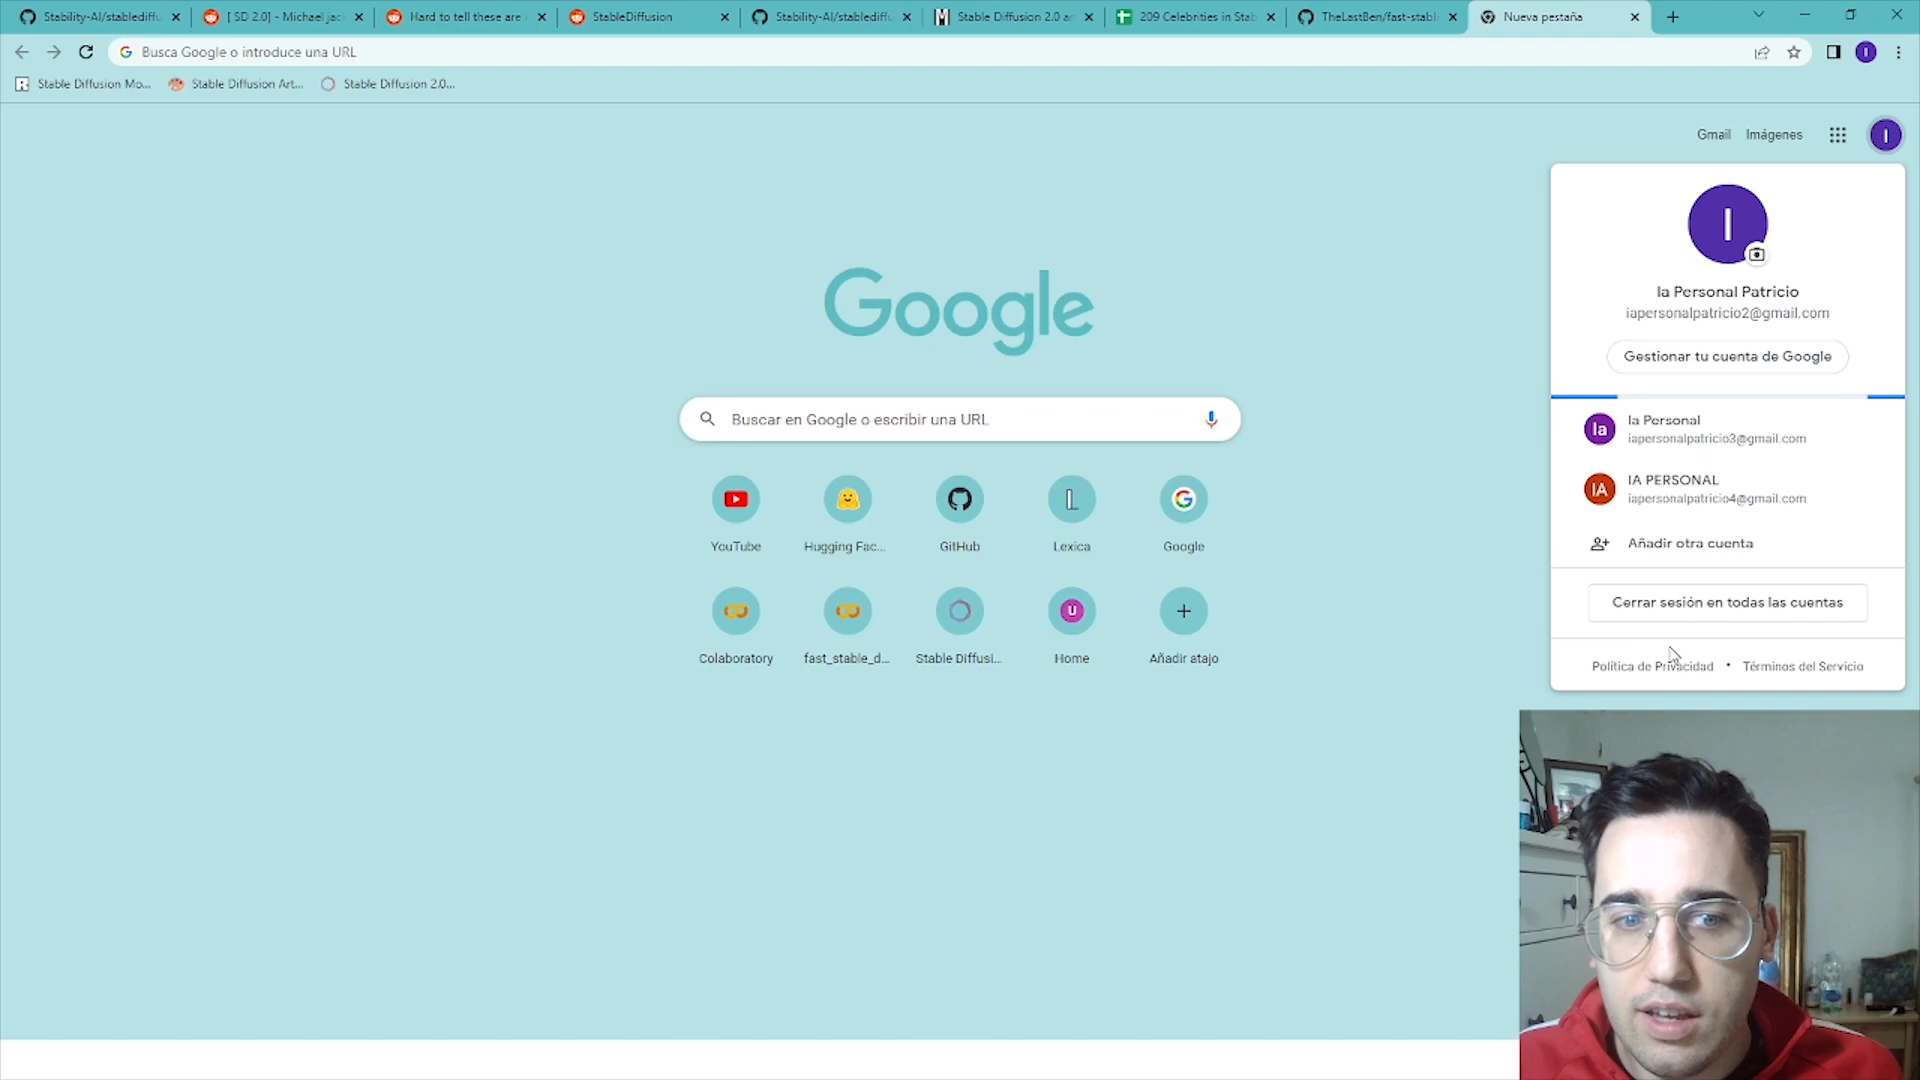 Stability-AI/stablediffu
[ SD 2.0] - Michael jac
Hard to tell these are
StableDiffusion
Stability-AI/stablediffu
Stable Diffusion 2.0 an
209 Celebrities in Stab
TheLastBen/fast-stabl
Nueva pestaña
Busca Google o introduce una URL
Stable Diffusion Mo...
Stable Diffusion Art...
Stable Diffusion 2.0...
Gmail
Imágenes
I
I
Ia Personal Patricio
iapersonalpatricio2@gmail.com
Gestionar tu cuenta de Google
Ia
Ia Personal
iapersonalpatricio3@gmail.com
IA
IA PERSONAL
iapersonalpatricio4@gmail.com
Añadir otra cuenta
Cerrar sesión en todas las cuentas
Política de Privacidad • Términos del Servicio
Google
Buscar en Google o escribir una URL
YouTube
Hugging Fac...
GitHub
L
Lexica
Google
Colaboratory
fast_stable_d...
Stable Diffusi...
U
Home
Añadir atajo